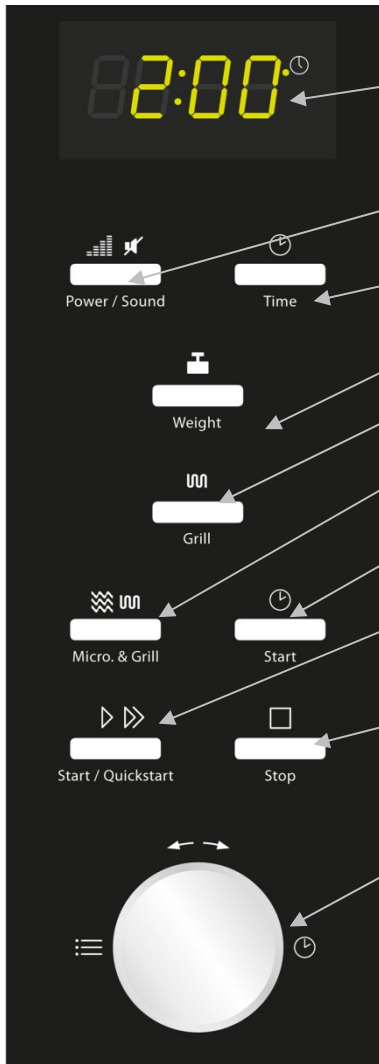 2:00
Power / Sound
Time
Weight
Grill
Micro. & Grill
Start
Start / Quickstart
Stop